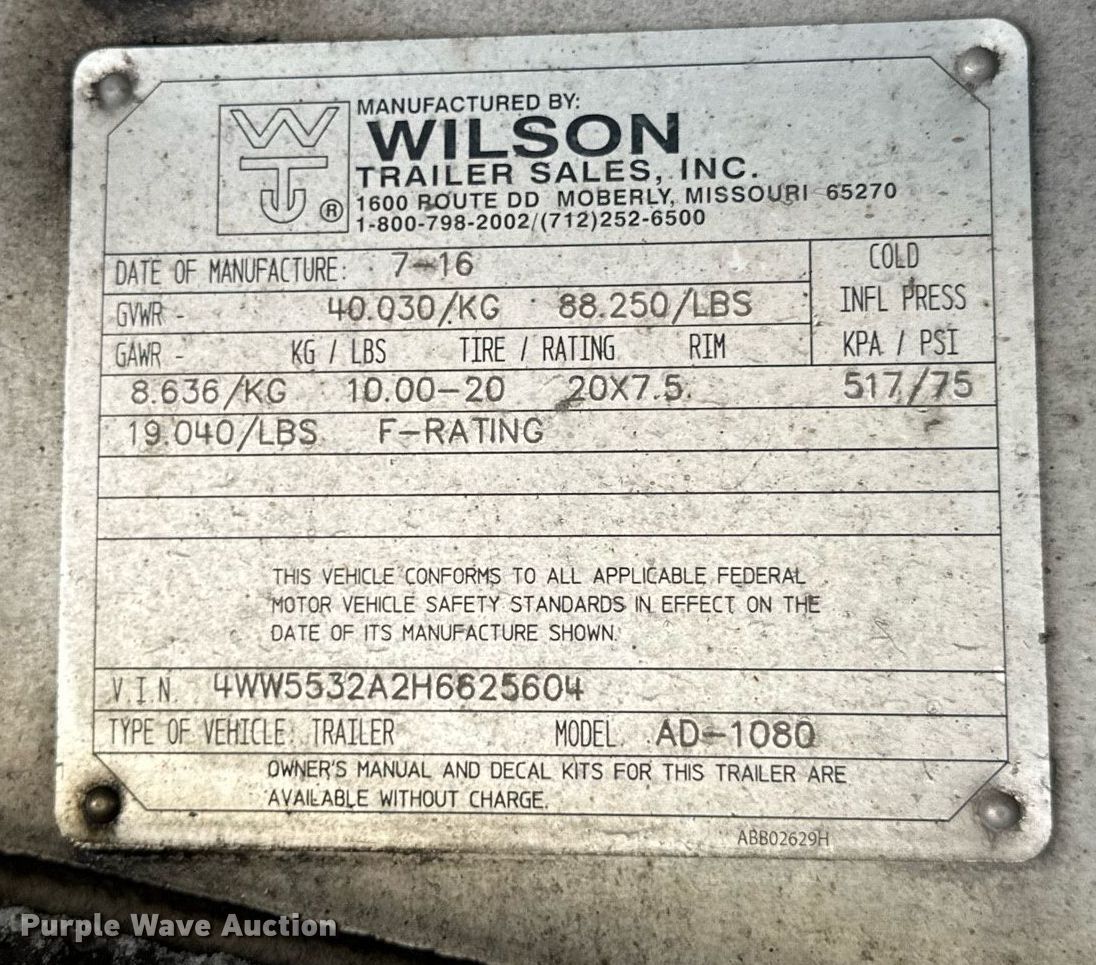 MANUFACTURED BY:
WILSON
TRAILER SALES, INC.
1600 ROUTE DD MOBERLY, MISSOURI 65270
1-800-798-2002/(712)252-6500
WTJ ®
DATE OF MANUFACTURE: 7-16
COLD
INFL PRESS
KPA / PSI
GVWR - 40.030/KG 88.250/LBS
GAWR - KG / LBS TIRE / RATING RIM
8.636/KG 10.00-20 20X7.5. 517/75
19.040/LBS F-RATING
THIS VEHICLE CONFORMS TO ALL APPLICABLE FEDERAL
MOTOR VEHICLE SAFETY STANDARDS IN EFFECT ON THE
DATE OF ITS MANUFACTURE SHOWN.
V.I.N. 4WW5532A2H6625604
TYPE OF VEHICLE: TRAILER MODEL AD-1080
OWNER'S MANUAL AND DECAL KITS FOR THIS TRAILER ARE
AVAILABLE WITHOUT CHARGE.
ABB02629H
Purple Wave Auction